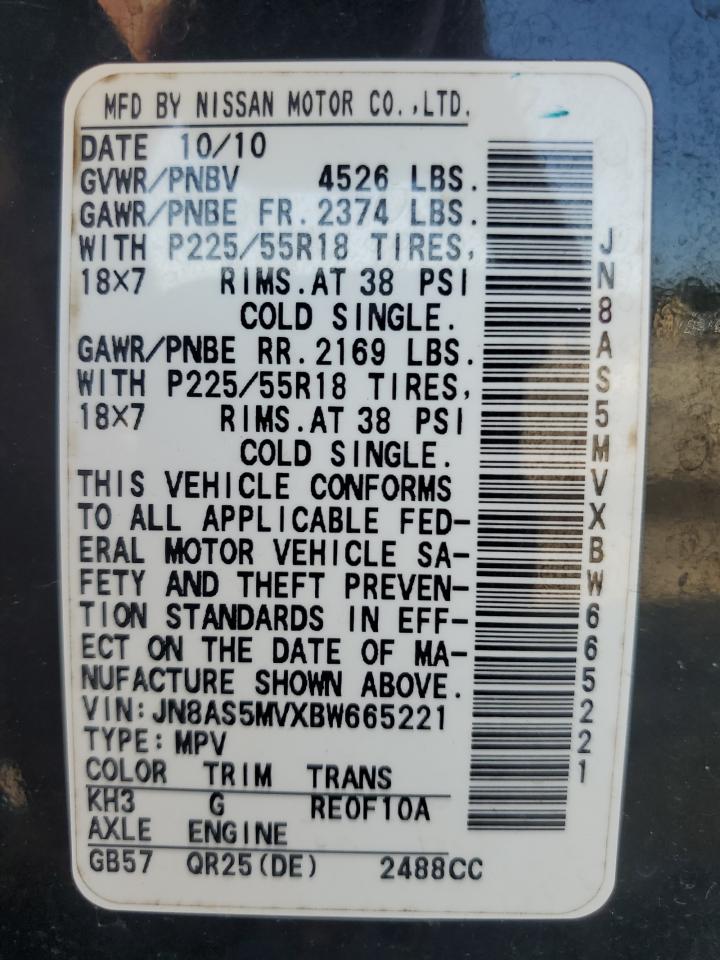 MFD BY NISSAN MOTOR CO.,LTD.
DATE 10/10
GVWR/PNBV 4526 LBS.
GAWR/PNBE FR. 2374 LBS.
WITH P225/55R18 TIRES,
18X7 RIMS.AT 38 PSI
COLD SINGLE.
GAWR/PNBE RR. 2169 LBS.
WITH P225/55R18 TIRES,
18X7 RIMS.AT 38 PSI
COLD SINGLE.
THIS VEHICLE CONFORMS
TO ALL APPLICABLE FED-
ERAL MOTOR VEHICLE SA-
FETY AND THEFT PREVEN-
TION STANDARDS IN EFF-
ECT ON THE DATE OF MA-
NUFACTURE SHOWN ABOVE.
VIN:JN8AS5MVXBW665221
TYPE:MPV
COLOR TRIM TRANS
KH3 G RE0F10A
AXLE ENGINE
GB57 QR25(DE) 2488CC
JN8AS5MVXBW665221